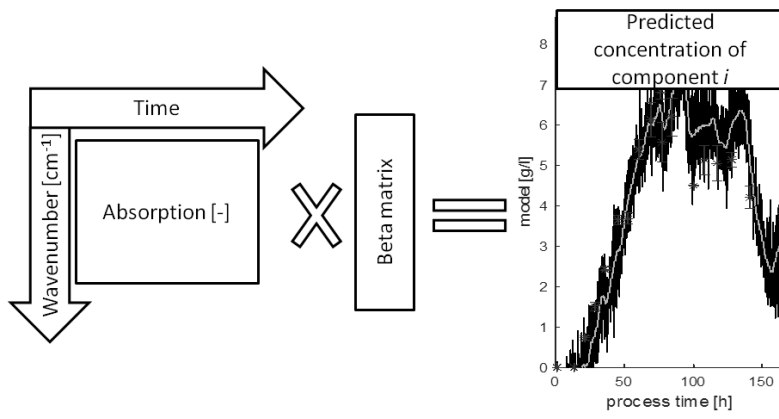 Predicted
concentration of
component i
Time
Wavenumber [cm⁻¹]
Absorption [-]
Beta matrix
model [g/l]
8
7
6
5
4
3
2
1
0
0 50 100 150
process time [h]